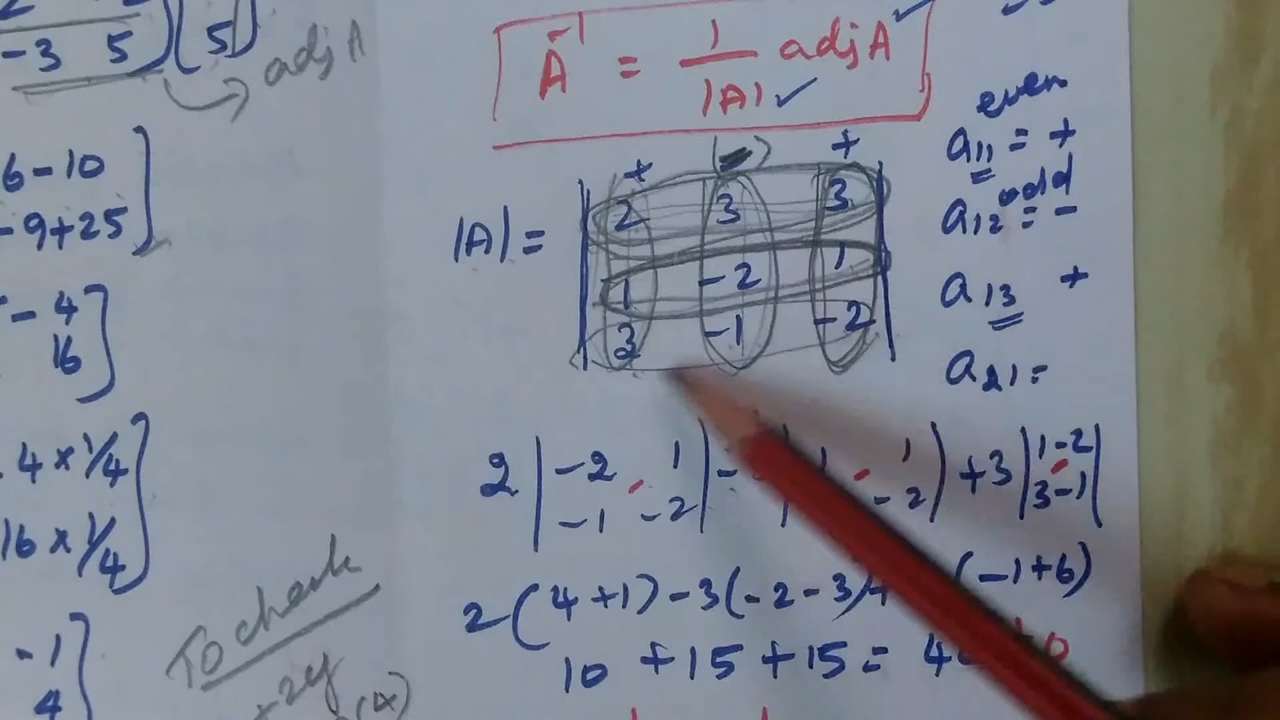 -3 5 ) ( 5 )
adj A
6-10
-9+25
- 4
16
4 × 1/4
16 × 1/4
-1
4
To check
A⁻¹ = 1/|A| adj A
+ (-) +
|A| = | 2 3 3 |
| 1 -2 1 |
| 3 -1 -2 |
even
a11 = +
odd
a12 = -
a13 +
a21 =
2 | -2 1 | - | 1 | +3 | 1 -2 |
| -1 -2 | | -2 | | 3 -1 |
2(4+1) -3(-2-3)+ (-1+6)
10 +15 +15 =